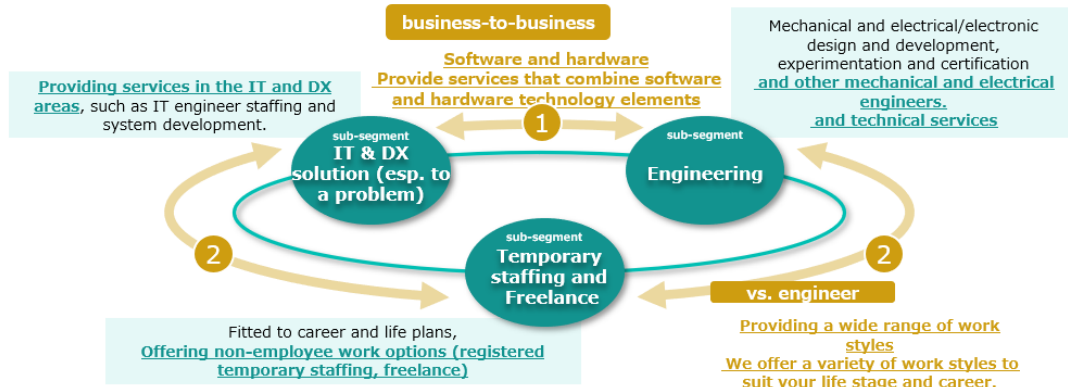 business-to-business
Software and hardware
Provide services that combine software
and hardware technology elements
Providing services in the IT and DX
areas, such as IT engineer staffing and
system development.
Mechanical and electrical/electronic
design and development,
experimentation and certification
and other mechanical and electrical
engineers.
and technical services
1
sub-segment
IT & DX
solution (esp. to
a problem)
sub-segment
Engineering
2
sub-segment
Temporary
staffing and
Freelance
2
vs. engineer
Fitted to career and life plans,
Offering non-employee work options (registered
temporary staffing, freelance)
Providing a wide range of work
styles
We offer a variety of work styles to
suit your life stage and career.